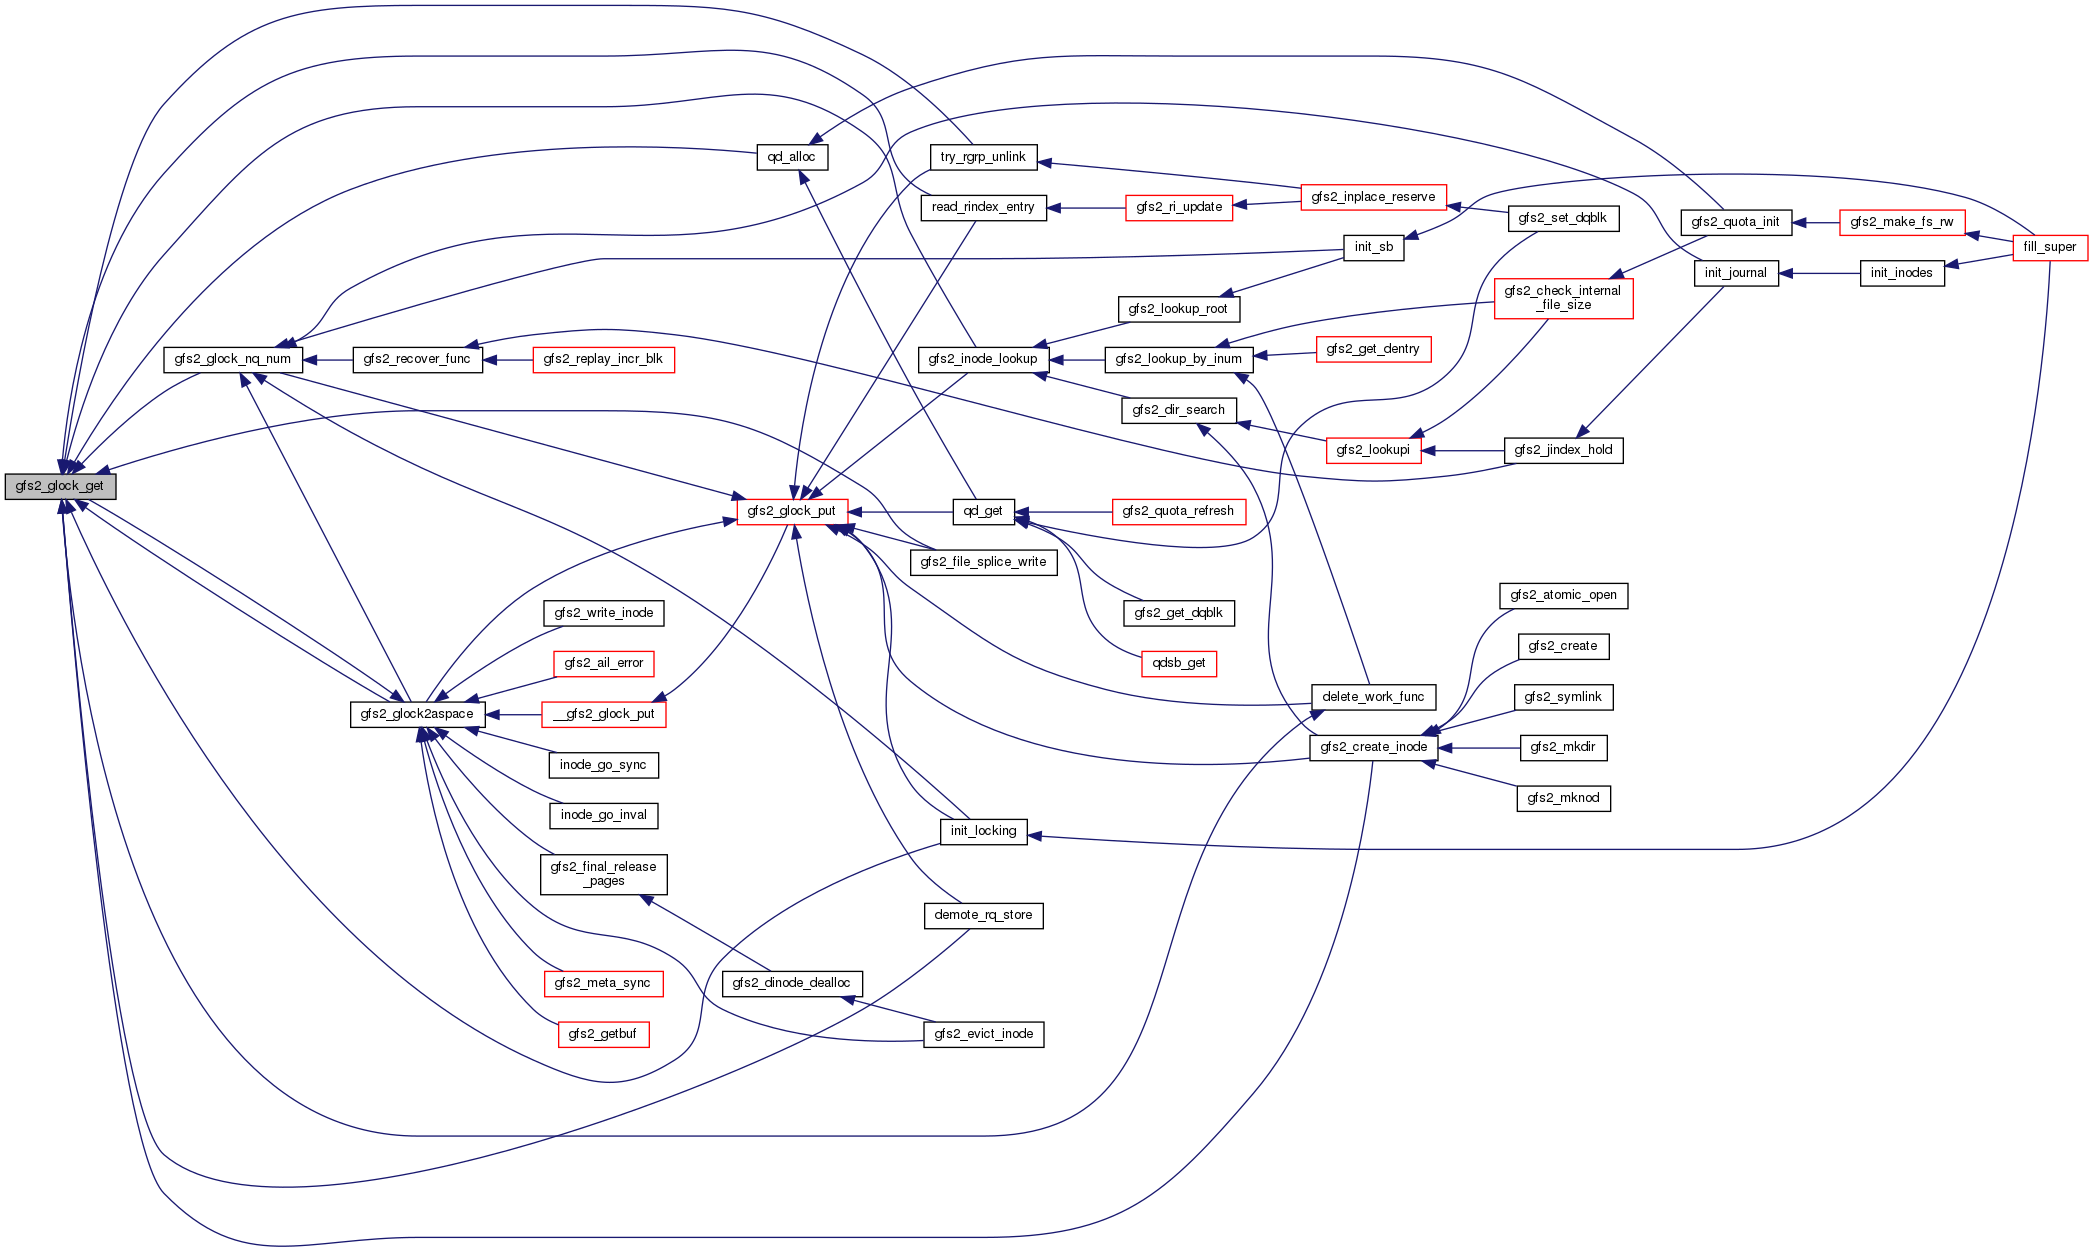 qd_alloc
try_rgrp_unlink
read_rindex_entry
gfs2_ri_update
gfs2_inplace_reserve
gfs2_set_dqblk
gfs2_quota_init
gfs2_make_fs_rw
fill_super
init_sb
init_journal
init_inodes
gfs2_check_internal
_file_size
gfs2_lookup_root
gfs2_glock_nq_num
gfs2_recover_func
gfs2_replay_incr_blk
gfs2_inode_lookup
gfs2_lookup_by_inum
gfs2_get_dentry
gfs2_dir_search
gfs2_lookupi
gfs2_jindex_hold
gfs2_glock_get
gfs2_glock_put
qd_get
gfs2_quota_refresh
gfs2_file_splice_write
gfs2_write_inode
gfs2_get_dqblk
gfs2_atomic_open
gfs2_ail_error
qdsb_get
gfs2_create
gfs2_glock2aspace
__gfs2_glock_put
delete_work_func
gfs2_symlink
inode_go_sync
gfs2_create_inode
gfs2_mkdir
inode_go_inval
init_locking
gfs2_mknod
gfs2_final_release
_pages
demote_rq_store
gfs2_meta_sync
gfs2_dinode_dealloc
gfs2_getbuf
gfs2_evict_inode